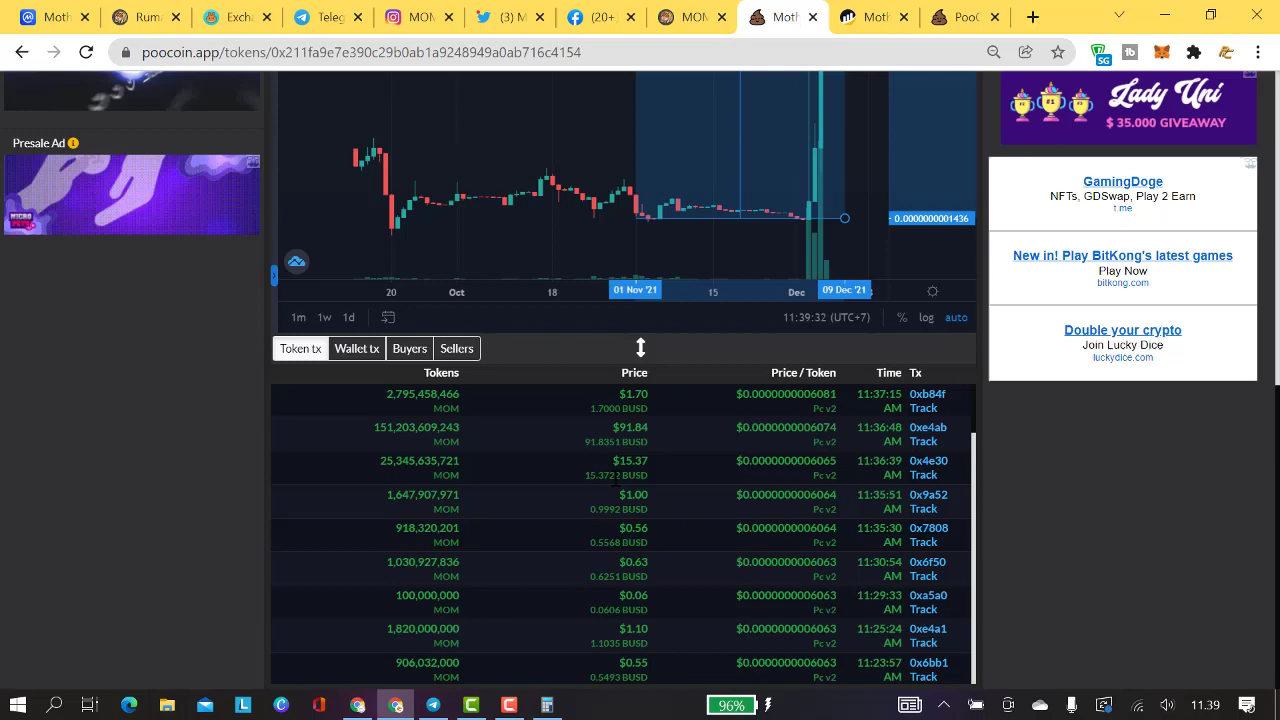 Mo
Ro
Excha
Teleg
MON
(3) M
(20+
MON
Moth
Moth
PooC
poocoin.app/tokens/0x211fa9e7e390c29b0ab1a9248949a0ab716c4154
SG
Presale Ad
Lady Uni
$ 35.000 GIVEAWAY
GamingDoge
NFTs, GDSwap, Play 2 Earn
t.me
New in! Play BitKong's latest games
Play Now
bitkong.com
Double your crypto
Join Lucky Dice
luckydice.com
0.0000000001436
20 Oct 18 01 Nov '21 15 Dec 09 Dec '21
1m 1w 1d 11:39:32 (UTC+7) % log auto
Token tx Wallet tx Buyers Sellers
Tokens Price Price / Token Time Tx
2,795,458,466 $1.70 $0.0000000006081 11:37:15 0xb84f
MOM 1.7000 BUSD Pc v2 AM Track
151,203,609,243 $91.84 $0.0000000006074 11:36:48 0xe4ab
MOM 91.8351 BUSD Pc v2 AM Track
25,345,635,721 $15.37 $0.0000000006065 11:36:39 0x4e30
MOM 15.3722 BUSD Pc v2 AM Track
1,647,907,971 $1.00 $0.0000000006064 11:35:51 0x9a52
MOM 0.9992 BUSD Pc v2 AM Track
918,320,201 $0.56 $0.0000000006064 11:35:30 0x7808
MOM 0.5568 BUSD Pc v2 AM Track
1,030,927,836 $0.63 $0.0000000006063 11:30:54 0x6f50
MOM 0.6251 BUSD Pc v2 AM Track
100,000,000 $0.06 $0.0000000006063 11:29:33 0xa5a0
MOM 0.0606 BUSD Pc v2 AM Track
1,820,000,000 $1.10 $0.0000000006063 11:25:24 0xe4a1
MOM 1.1035 BUSD Pc v2 AM Track
906,032,000 $0.55 $0.0000000006063 11:23:57 0x6bb1
MOM 0.5493 BUSD Pc v2 AM Track
96% 11:39